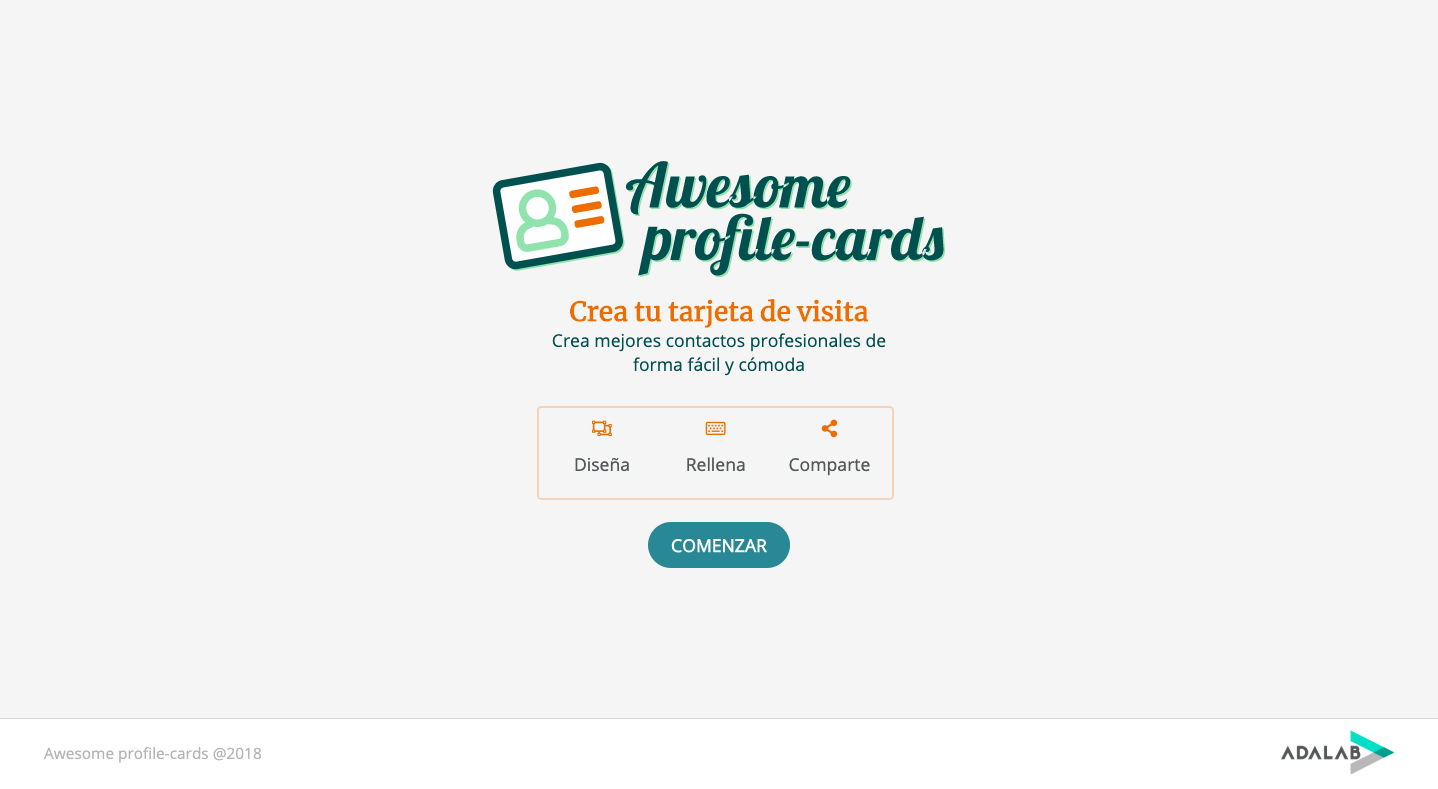 Awesome
profile-cards
Crea tu tarjeta de visita
Crea mejores contactos profesionales de
forma fácil y cómoda
Diseña Rellena Comparte
COMENZAR
Awesome profile-cards @2018
ADALAB